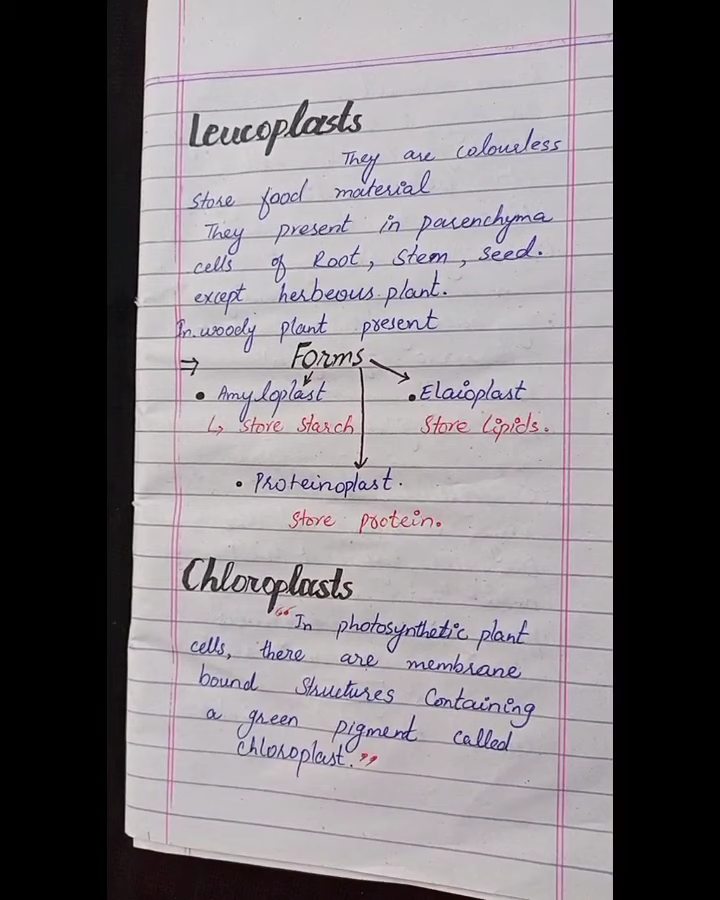 Leucoplasts
They are colourless
store food material
They present in parenchyma
cells of Root, Stem, seed.
except herbeous plant.
In woody plant present
⇒ Forms
• Amyloplast
• Elaioplast
↳ store starch
Store lipids.
• Proteinoplast.
Store protein.
Chloroplasts
“In photosynthetic plant
cells, there are membrane
bound structures containing
a green pigment called
chloroplast.”